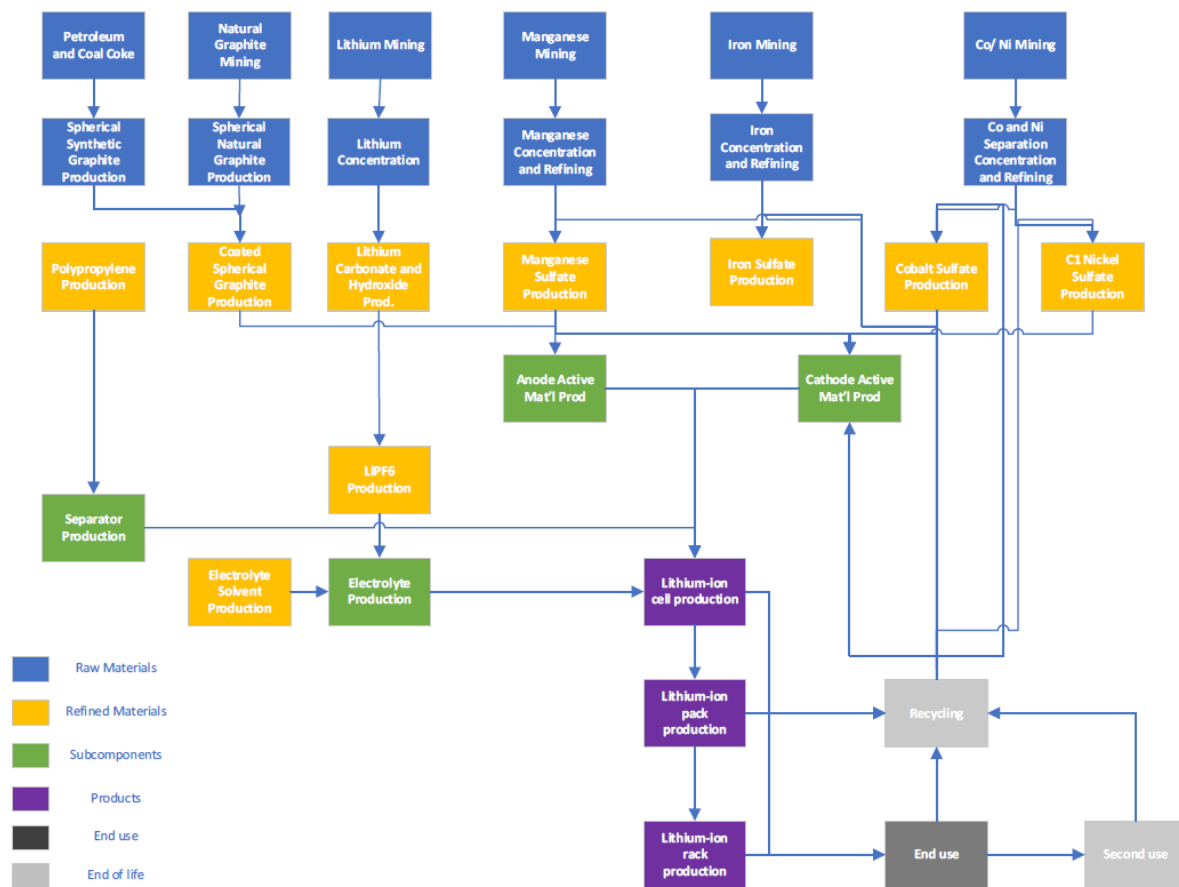 Petroleum
and Coal Coke
Natural
Graphite
Mining
Lithium Mining
Manganese
Mining
Iron Mining
Co/ Ni Mining
Spherical
Synthetic
Graphite
Production
Spherical
Natural
Graphite
Production
Lithium
Concentration
Manganese
Concentration
and Refining
Iron
Concentration
and Refining
Co and Ni
Separation
Concentration
and Refining
Polypropylene
Production
Coated
Spherical
Graphite
Production
Lithium
Carbonate and
Hydroxide
Prod.
Manganese
Sulfate
Production
Iron Sulfate
Production
Cobalt Sulfate
Production
C1 Nickel
Sulfate
Production
Anode Active
Mat'l Prod
Cathode Active
Mat'l Prod
LiPF6
Production
Separator
Production
Electrolyte
Solvent
Production
Electrolyte
Production
Lithium-ion
cell production
Lithium-ion
pack
production
Recycling
Lithium-ion
rack
production
End use
Second use
Raw Materials
Refined Materials
Subcomponents
Products
End use
End of life